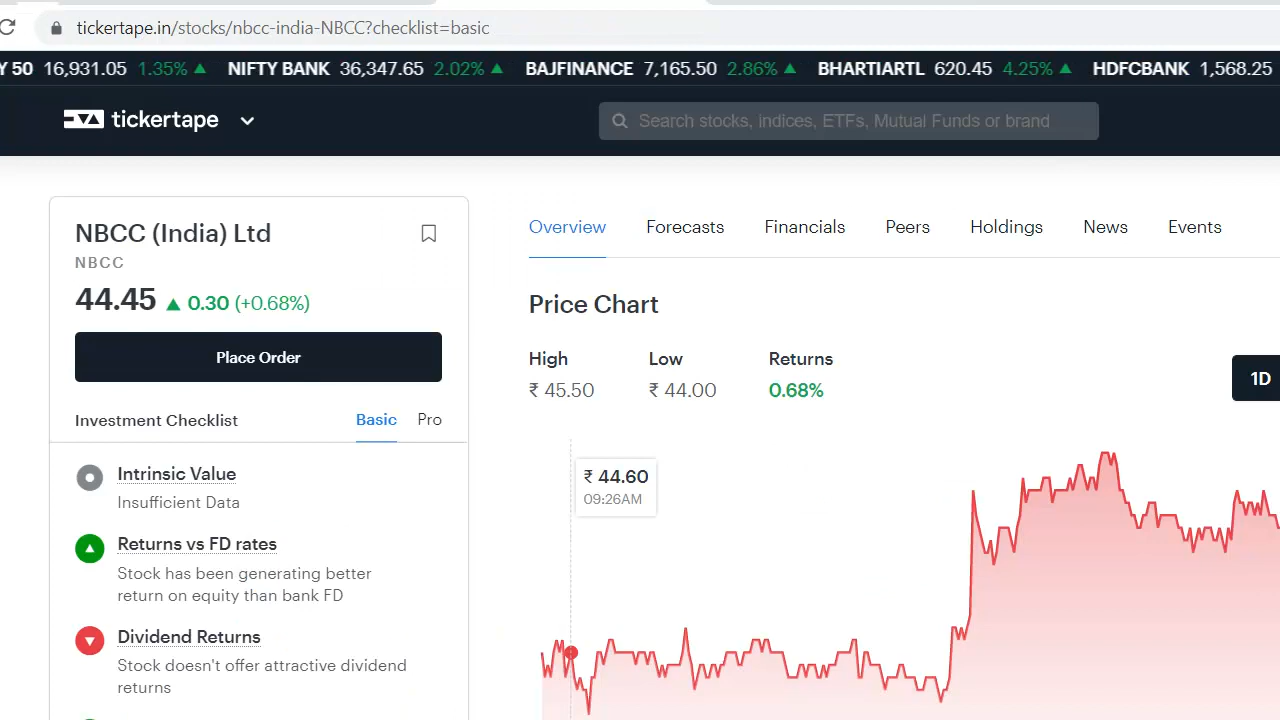 tickertape.in/stocks/nbcc-india-NBCC?checklist=basic
Y 50 16,931.05 1.35% ▲ NIFTY BANK 36,347.65 2.02% ▲ BAJFINANCE 7,165.50 2.86% ▲ BHARTIARTL 620.45 4.25% ▲ HDFCBANK 1,568.25
tickertape
Search stocks, indices, ETFs, Mutual Funds or brand
NBCC (India) Ltd
NBCC
44.45 ▲ 0.30 (+0.68%)
Place Order
Investment Checklist Basic Pro
Intrinsic Value
Insufficient Data
Returns vs FD rates
Stock has been generating better
return on equity than bank FD
Dividend Returns
Stock doesn't offer attractive dividend
returns
Overview Forecasts Financials Peers Holdings News Events
Price Chart
High Low Returns
₹ 45.50 ₹ 44.00 0.68%
1D
₹ 44.60
09:26AM